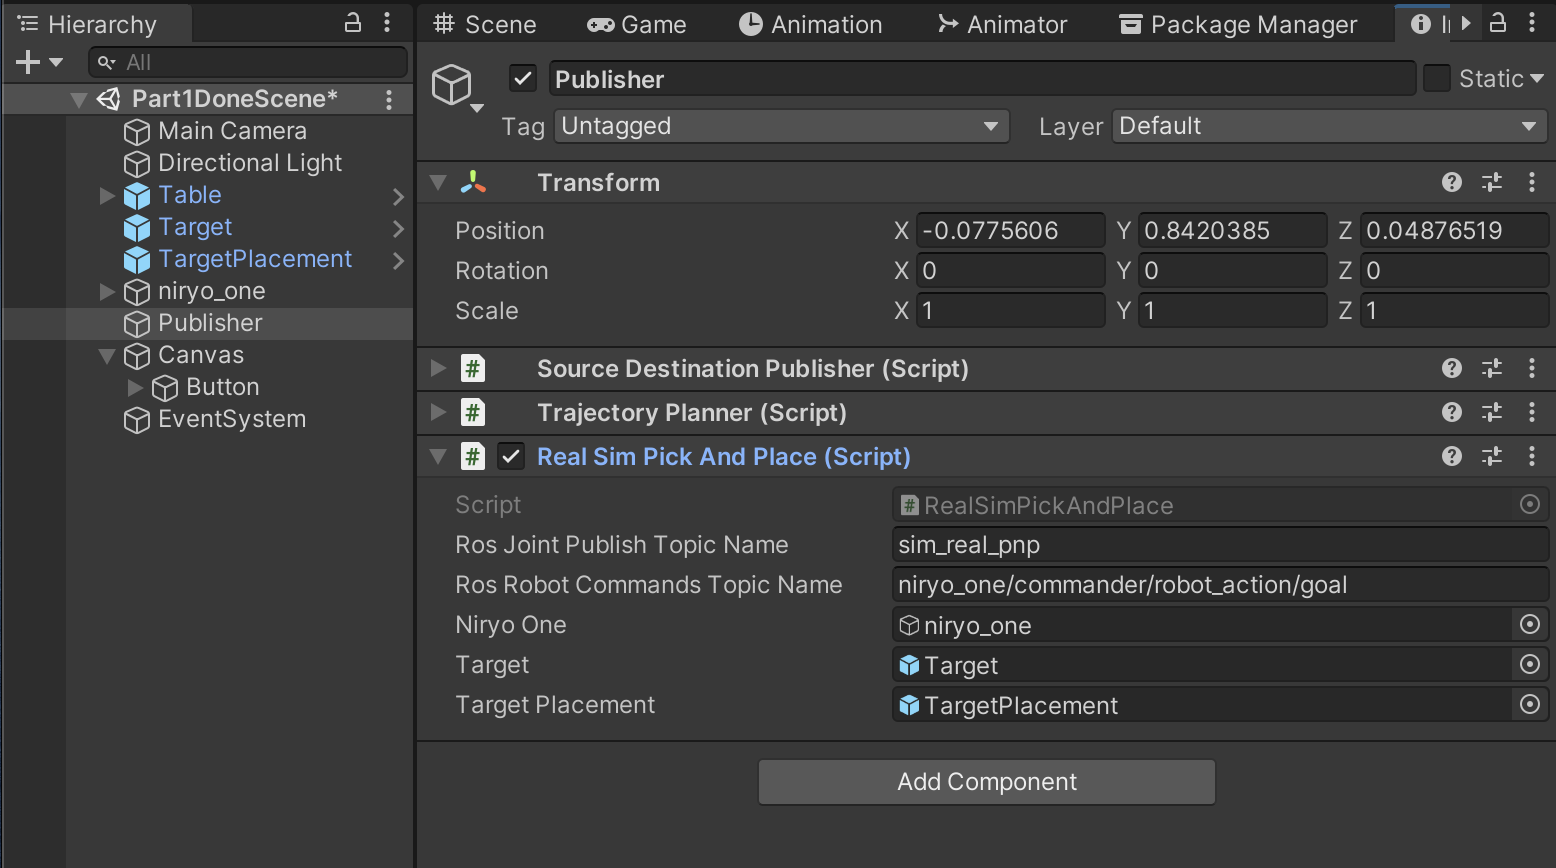 Hierarchy
All
Part1DoneScene*
Main Camera
Directional Light
Table
Target
TargetPlacement
niryo_one
Publisher
Canvas
Button
EventSystem
Scene Game Animation Animator Package Manager
Publisher Static
Tag Untagged Layer Default
Transform
Position X -0.0775606 Y 0.8420385 Z 0.04876519
Rotation X 0 Y 0 Z 0
Scale X 1 Y 1 Z 1
# Source Destination Publisher (Script)
# Trajectory Planner (Script)
# Real Sim Pick And Place (Script)
Script # RealSimPickAndPlace
Ros Joint Publish Topic Name sim_real_pnp
Ros Robot Commands Topic Name niryo_one/commander/robot_action/goal
Niryo One niryo_one
Target Target
Target Placement TargetPlacement
Add Component